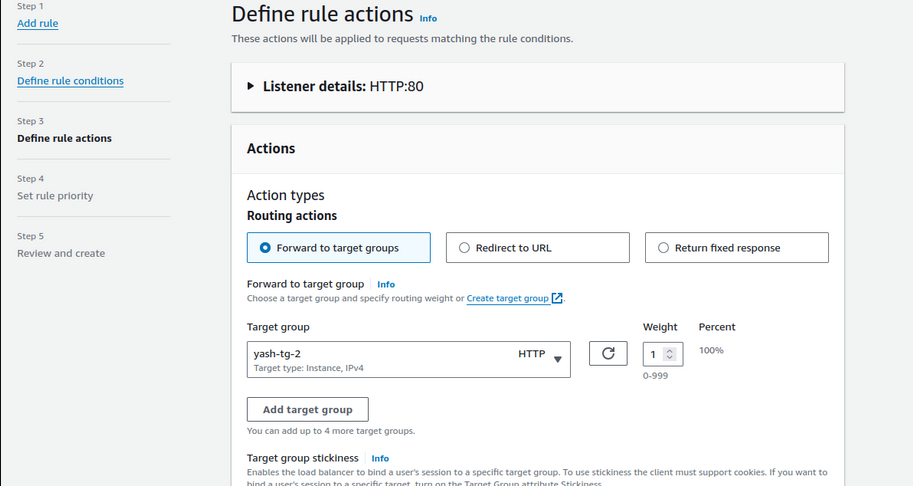 Step 1
Add rule
Step 2
Define rule conditions
Step 3
Define rule actions
Step 4
Set rule priority
Step 5
Review and create
Define rule actions Info
These actions will be applied to requests matching the rule conditions.
Listener details: HTTP:80
Actions
Action types
Routing actions
Forward to target groups
Redirect to URL
Return fixed response
Forward to target group Info
Choose a target group and specify routing weight or Create target group.
Target group
Weight
Percent
yash-tg-2 HTTP
Target type: Instance, IPv4
1
100%
0-999
Add target group
You can add up to 4 more target groups.
Target group stickiness Info
Enables the load balancer to bind a user's session to a specific target group. To use stickiness the client must support cookies. If you want to
bind a user's session to a specific target, turn on the Target Group attribute Stickiness.